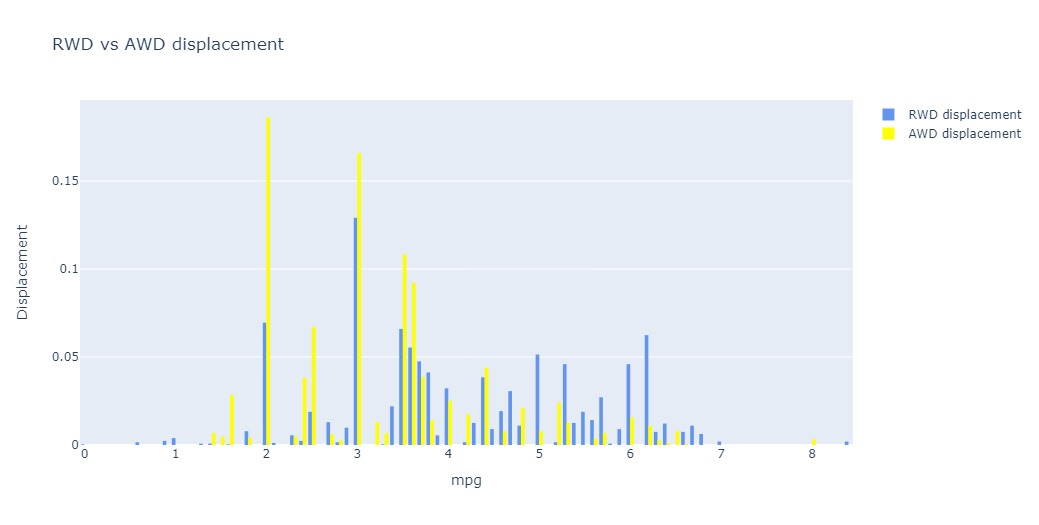 RWD vs AWD displacement
RWD displacement
AWD displacement
0.15
0.1
0.05
0
Displacement
0 1 2 3 4 5 6 7 8
mpg